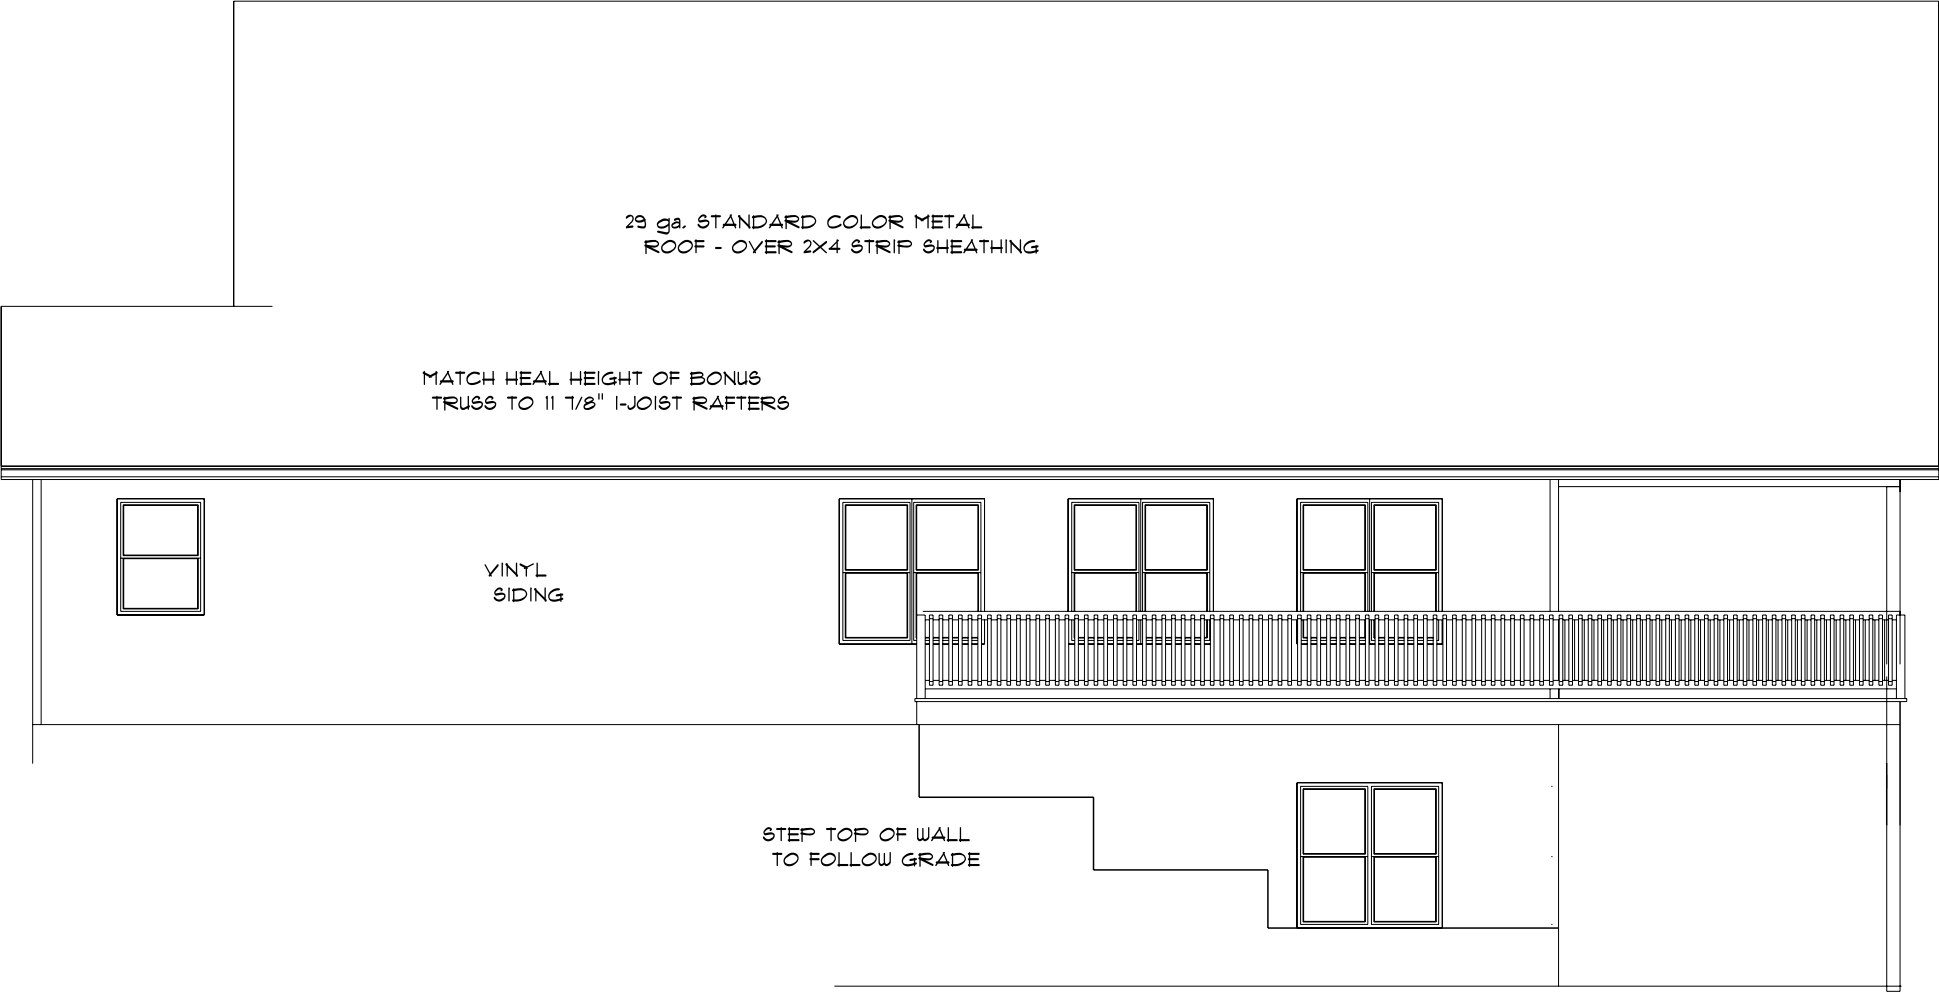 29 ga. STANDARD COLOR METAL
ROOF - OVER 2X4 STRIP SHEATHING
MATCH HEAL HEIGHT OF BONUS
TRUSS TO 11 7/8" I-JOIST RAFTERS
VINYL
SIDING
STEP TOP OF WALL
TO FOLLOW GRADE